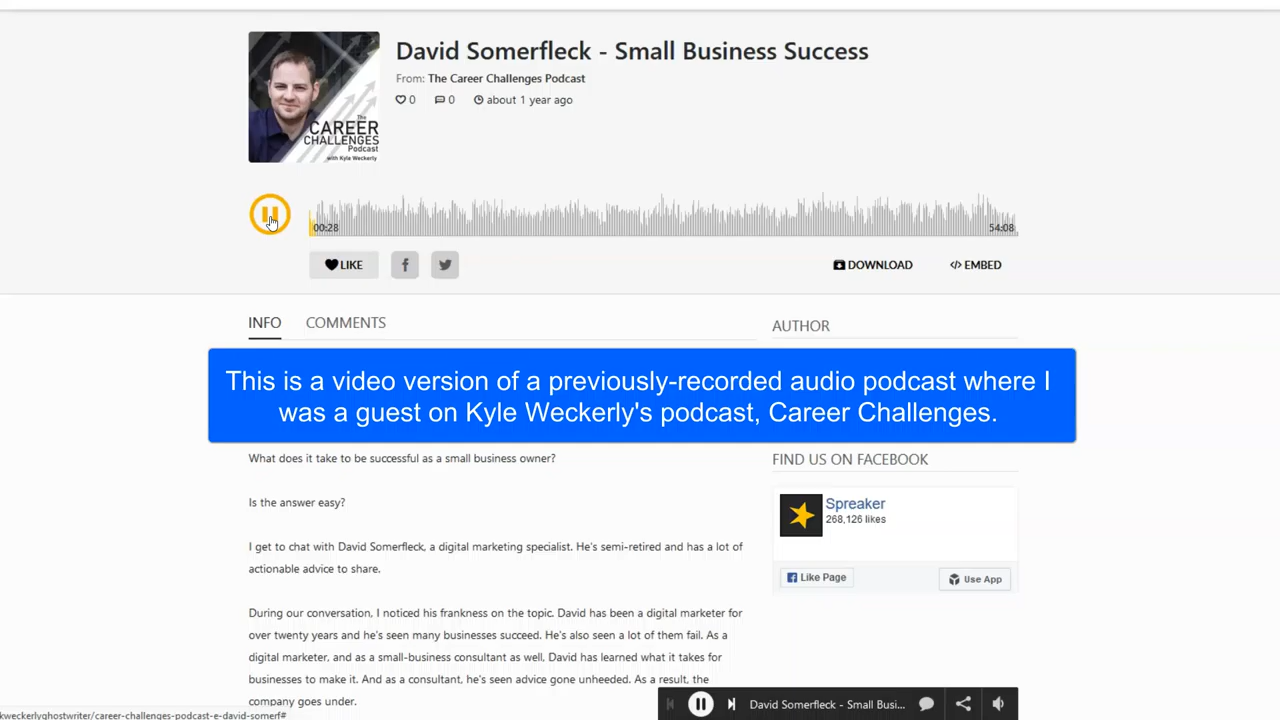 David Somerfleck - Small Business Success
From: The Career Challenges Podcast
0 0 about 1 year ago
The
CAREER
CHALLENGES
Podcast
with Kyle Weckerly
00:28
54:08
LIKE
DOWNLOAD
</> EMBED
INFO COMMENTS
AUTHOR
This is a video version of a previously-recorded audio podcast where I
was a guest on Kyle Weckerly's podcast, Career Challenges.
What does it take to be successful as a small business owner?
Is the answer easy?
I get to chat with David Somerfleck, a digital marketing specialist. He's semi-retired and has a lot of
actionable advice to share.
During our conversation, I noticed his frankness on the topic. David has been a digital marketer for
over twenty years and he's seen many businesses succeed. He's also seen a lot of them fail. As a
digital marketer, and as a small-business consultant as well, David has learned what it takes for
businesses to make it. And as a consultant, he's seen advice gone unheeded. As a result, the
company goes under.
FIND US ON FACEBOOK
Spreaker
268,126 likes
Like Page
Use App
David Somerfleck - Small Busi...
kweckerlyghostwriter/career-challenges-podcast-e-david-somerf#